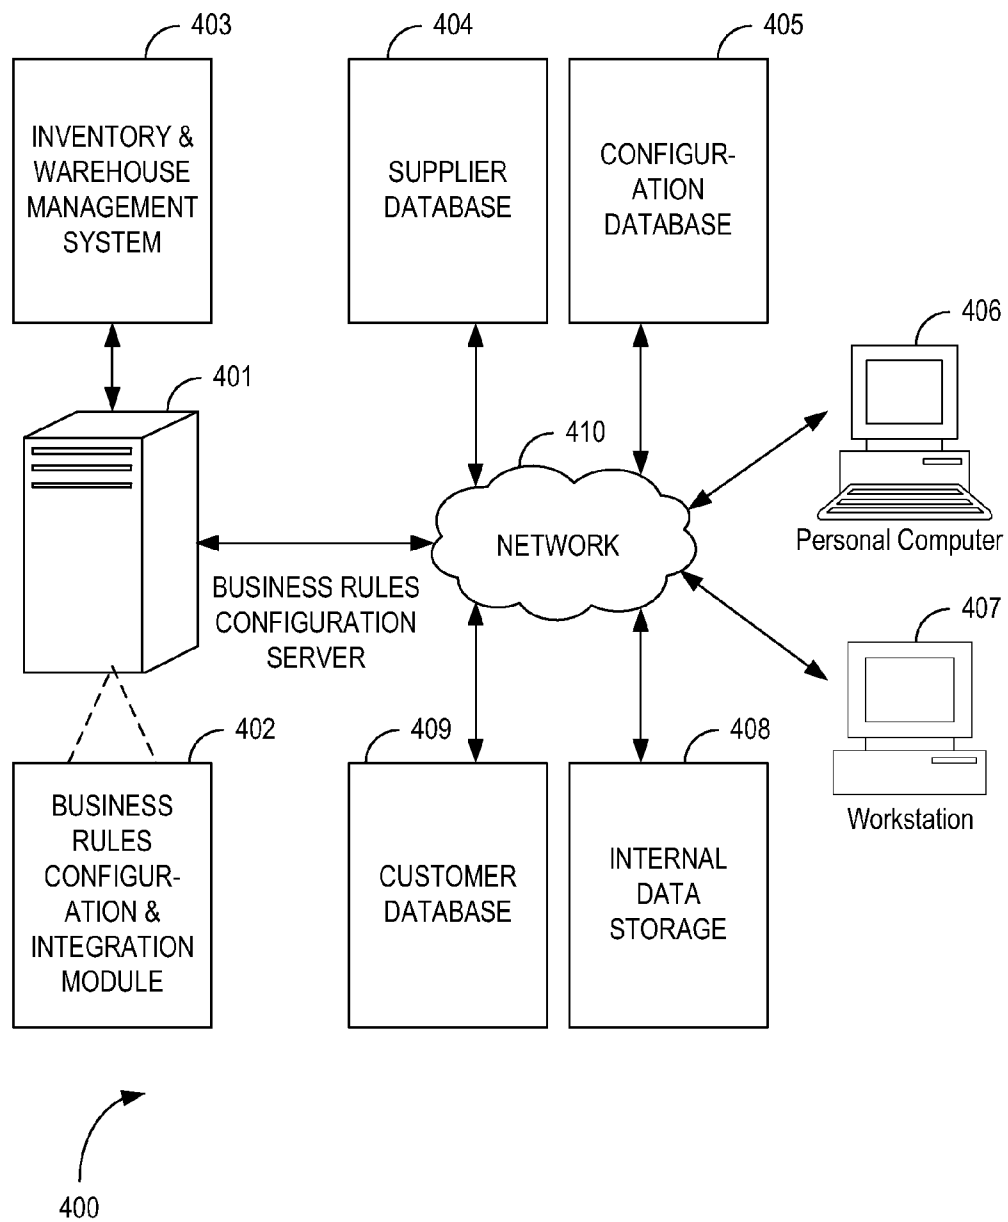 403
404
405
INVENTORY &
WAREHOUSE
MANAGEMENT
SYSTEM
SUPPLIER
DATABASE
CONFIGUR-
ATION
DATABASE
406
401
410
Personal Computer
NETWORK
BUSINESS RULES
CONFIGURATION
SERVER
407
402
409
408
Workstation
BUSINESS
RULES
CONFIGUR-
ATION &
INTEGRATION
MODULE
CUSTOMER
DATABASE
INTERNAL
DATA
STORAGE
400